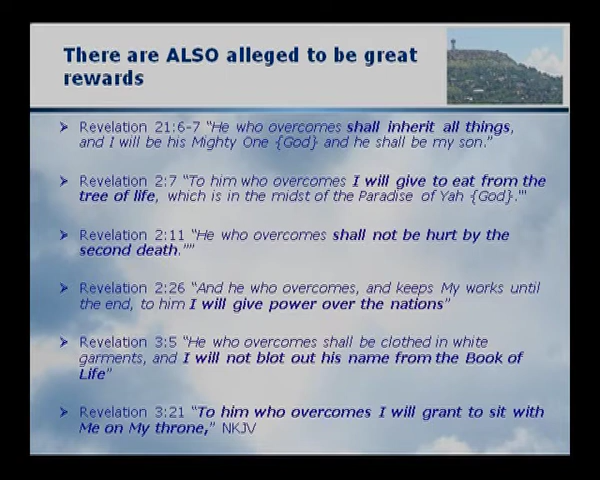 There are ALSO alleged to be great
rewards
➤ Revelation 21:6-7 "He who overcomes shall inherit all things,
and I will be his Mighty One {God} and he shall be my son."
➤ Revelation 2:7 "To him who overcomes I will give to eat from the
tree of life, which is in the midst of the Paradise of Yah {God}.'"
➤ Revelation 2:11 "He who overcomes shall not be hurt by the
second death.""'
➤ Revelation 2:26 "And he who overcomes, and keeps My works until
the end, to him I will give power over the nations"
➤ Revelation 3:5 "He who overcomes shall be clothed in white
garments, and I will not blot out his name from the Book of
Life"
➤ Revelation 3:21 "To him who overcomes I will grant to sit with
Me on My throne," NKJV